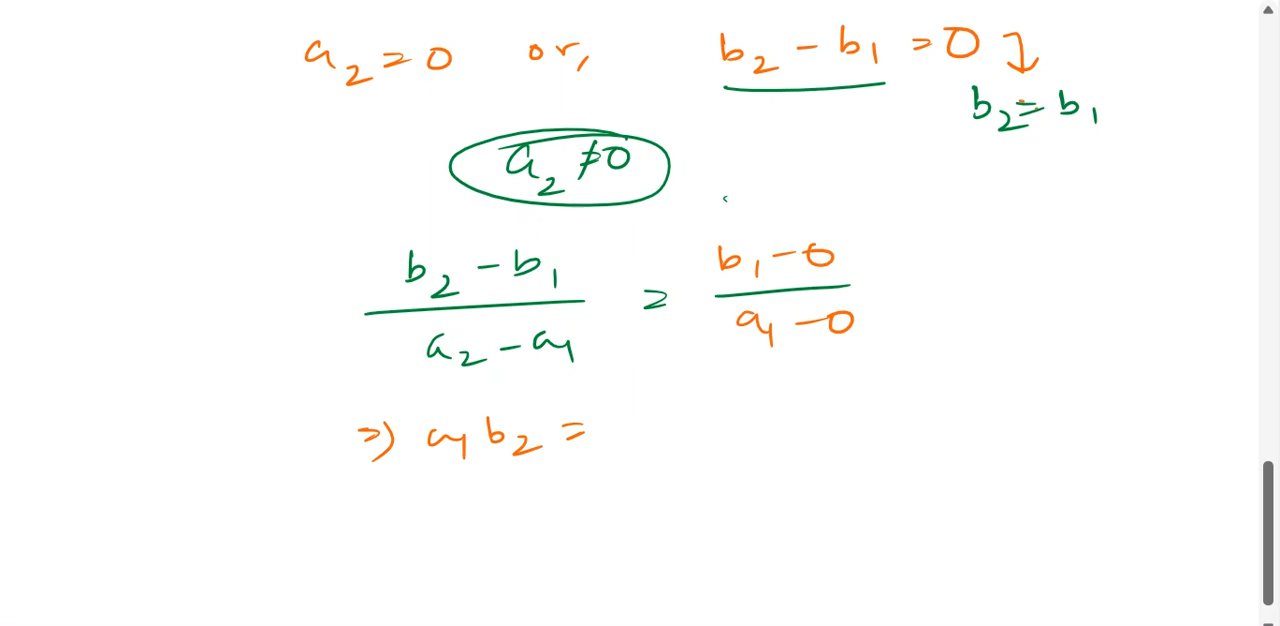 a₂ = 0 or, b₂ - b₁ = 0 ↓
b₂ = b₁
a₂ ≠ 0
b₂ - b₁ / a₂ - a₁ = b₁ - 0 / a₁ - 0
⇒) a₁ b₂ =